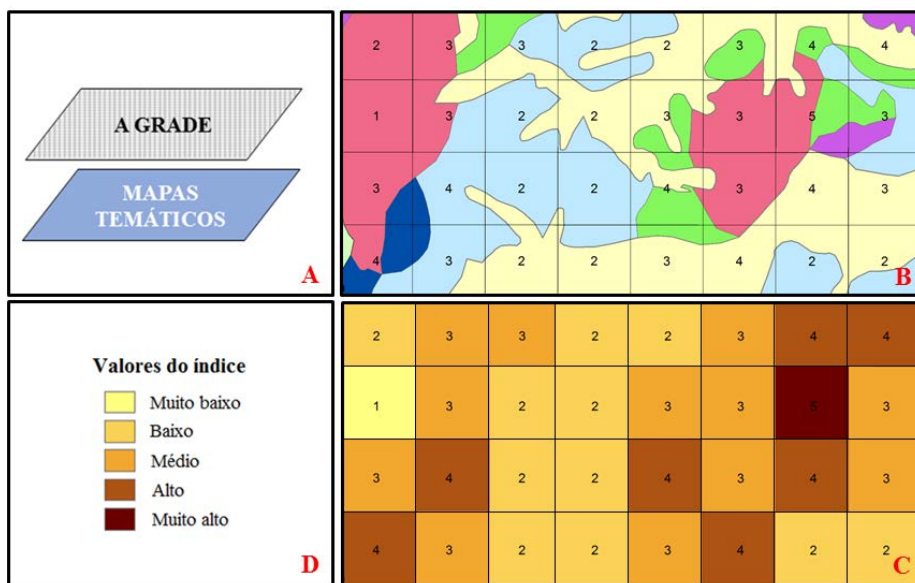 A GRADE
MAPAS
TEMÁTICOS
A
2 3 3 2 2 3 4 4
1 3 2 2 3 3 5 3
3 4 2 2 4 3 4 3
4 3 2 2 3 4 2 2
B
Valores do índice
Muito baixo
Baixo
Médio
Alto
Muito alto
D
2 3 3 2 2 3 4 4
1 3 2 2 3 3 5 3
3 4 2 2 4 3 4 3
4 3 2 2 3 4 2 2
C